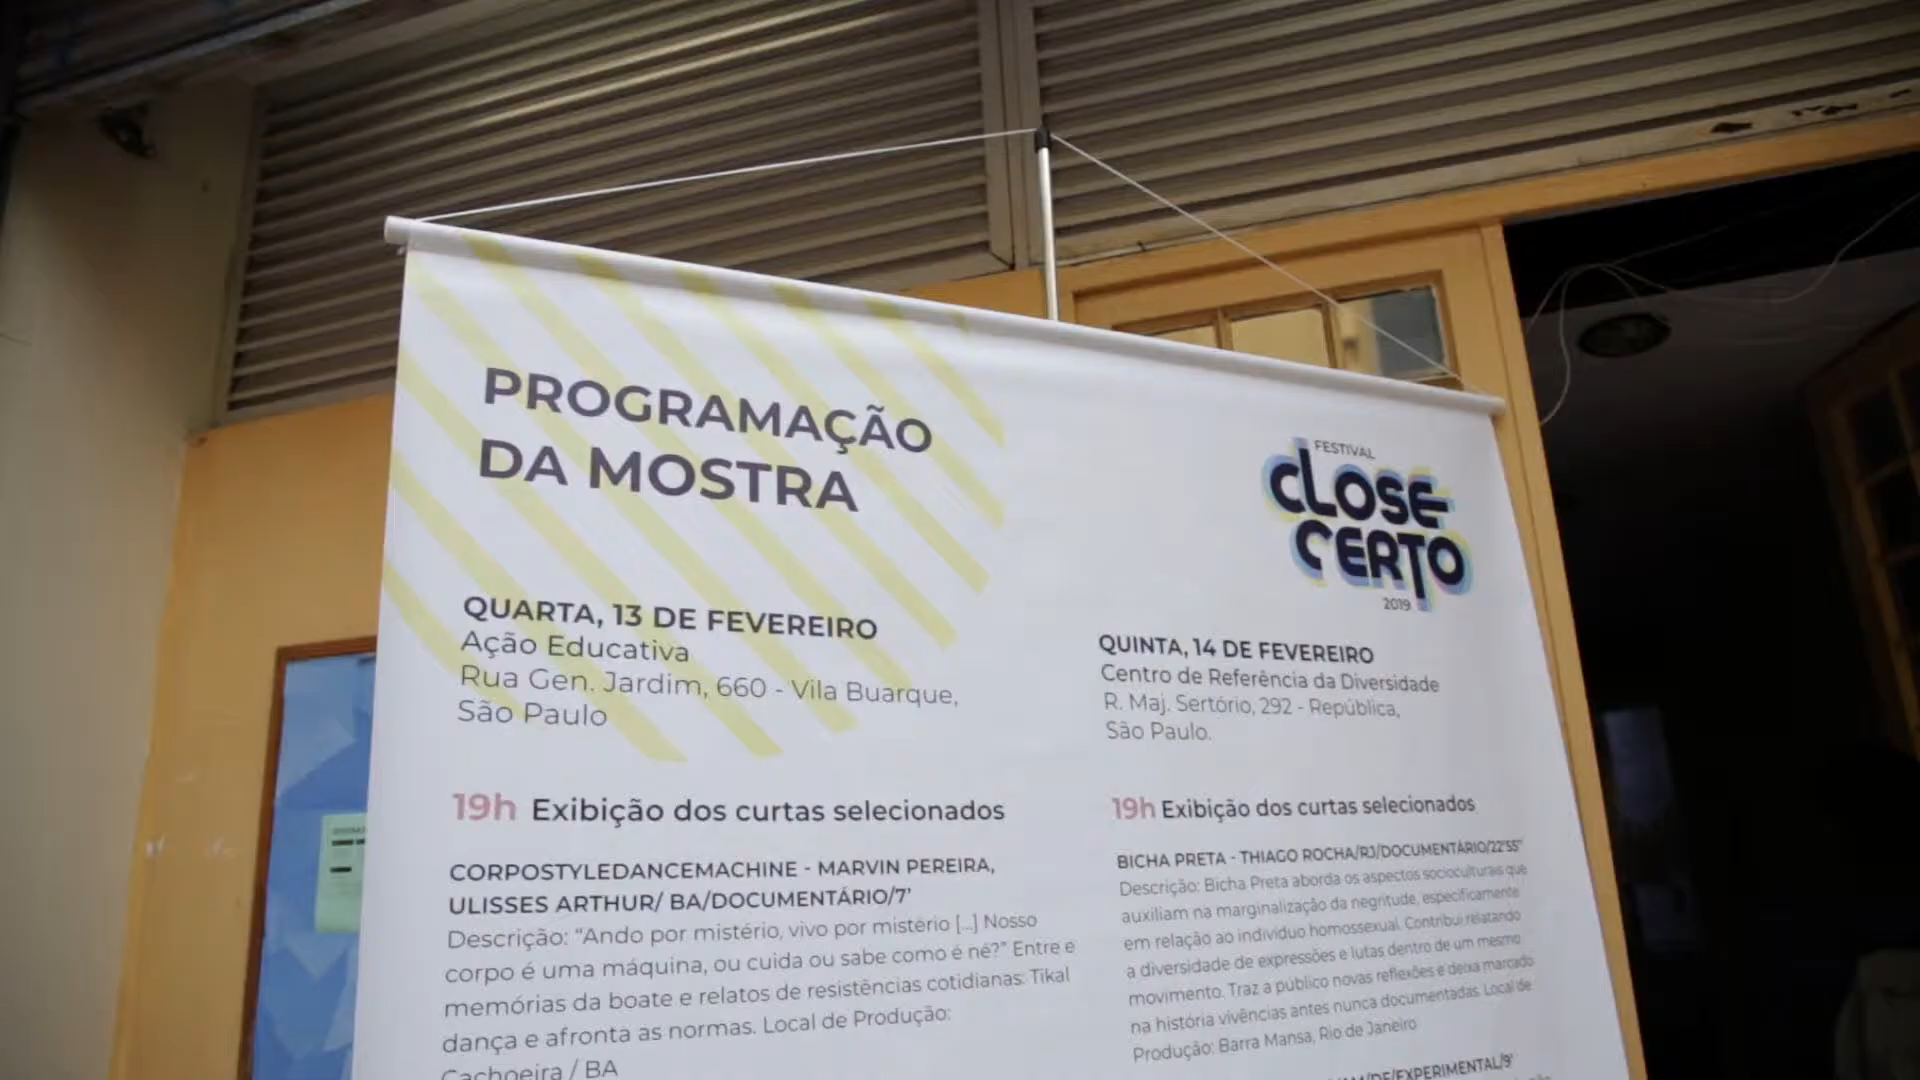 PROGRAMAÇÃO
DA MOSTRA
FESTIVAL
CLOSE
CERTO
2019
QUARTA, 13 DE FEVEREIRO
Ação Educativa
Rua Gen. Jardim, 660 - Vila Buarque,
São Paulo
19h Exibição dos curtas selecionados
CORPOSTYLEDANCEMACHINE - MARVIN PEREIRA,
ULISSES ARTHUR/ BA/DOCUMENTÁRIO/7'
Descrição: “Ando por mistério, vivo por mistério [...] Nosso
corpo é uma máquina, ou cuida ou sabe como é né?” Entre e
memórias da boate e relatos de resistências cotidianas: Tikal
dança e afronta as normas. Local de Produção:
Cachoeira / BA
QUINTA, 14 DE FEVEREIRO
Centro de Referência da Diversidade
R. Maj. Sertório, 292 - República,
São Paulo.
19h Exibição dos curtas selecionados
BICHA PRETA - THIAGO ROCHA/RJ/DOCUMENTÁRIO/22'55"
Descrição: Bicha Preta aborda os aspectos socioculturais que
auxiliam na marginalização da negritude, especificamente
em relação ao individuo homossexual. Contribui relatando
a diversidade de expressões e lutas dentro de um mesmo
movimento. Traz a publico novas reflexões e deixa marcado
na história vivências antes nunca documentadas. Local de
Produção: Barra Mansa, Rio de Janeiro
/EXPERIMENTAL/9'